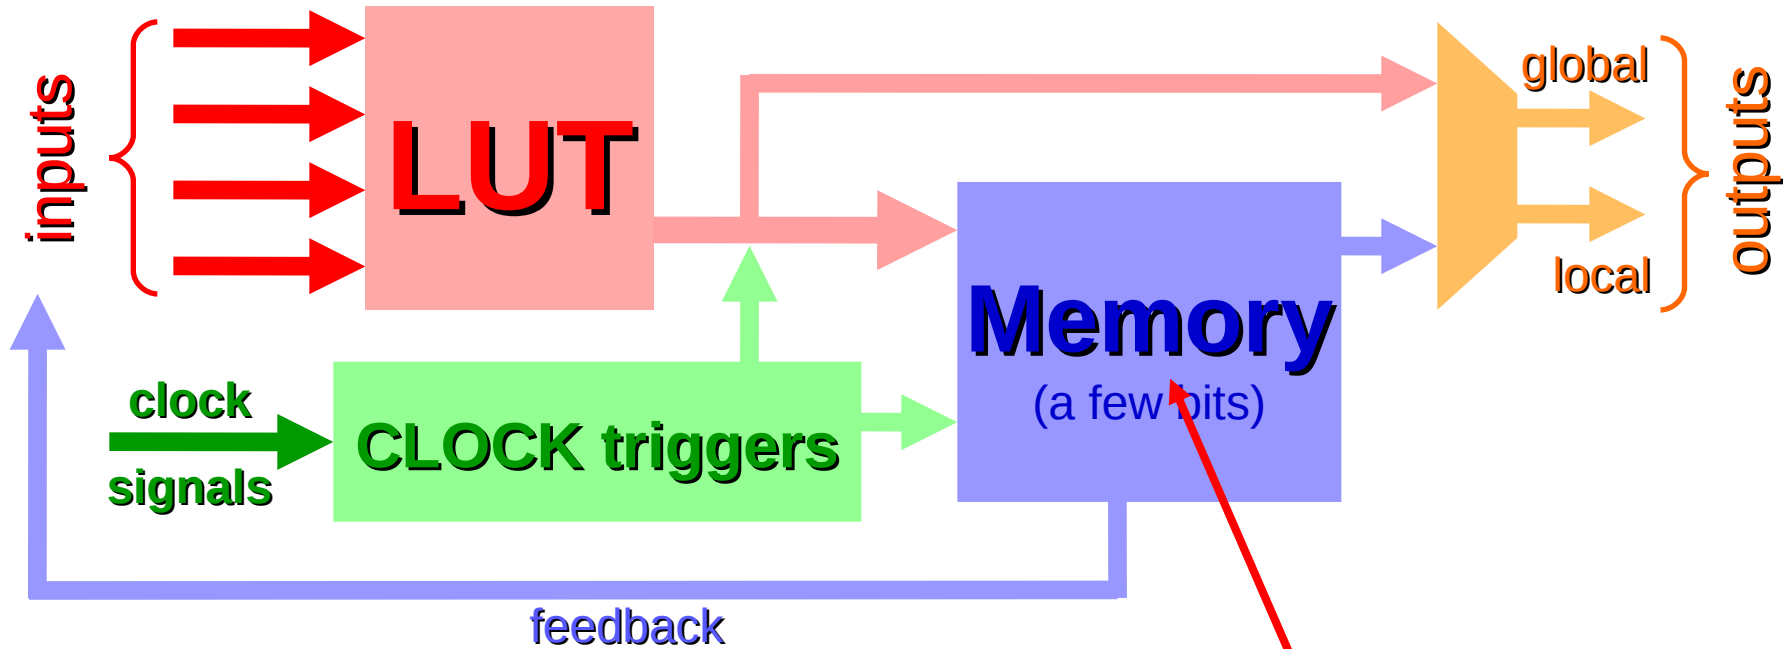 inputs
LUT
global
local
outputs
Memory
(a few bits)
clock
signals
CLOCK triggers
feedback